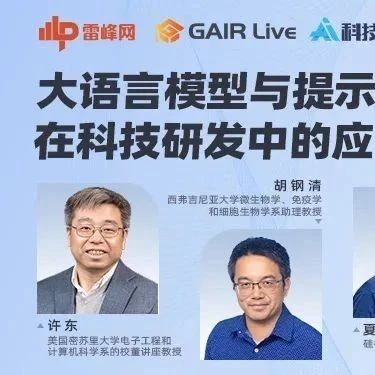 雷峰网
GAIR Live
科技
大语言模型与提示
在科技研发中的应
胡钢清
西弗吉尼亚大学微生物学、免疫学
和细胞生物学系助理教授
许东
美国密苏里大学电子工程和
计算机科学系的校董讲座教授
夏
硅